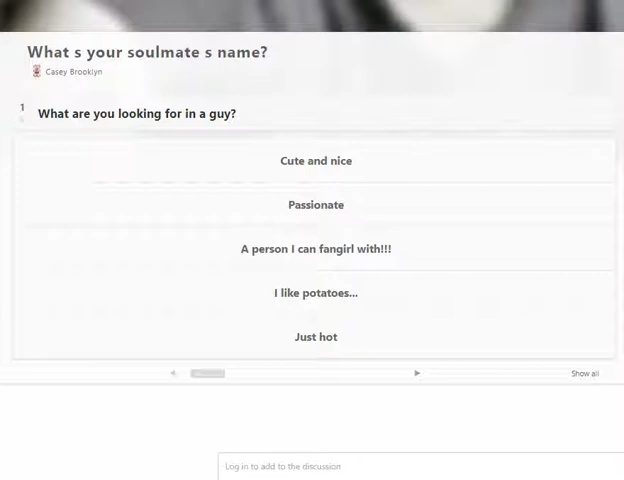 What s your soulmate s name?
Casey Brooklyn
1
What are you looking for in a guy?
Cute and nice
Passionate
A person I can fangirl with!!!
I like potatoes...
Just hot
Show all
Log in to add to the discussion